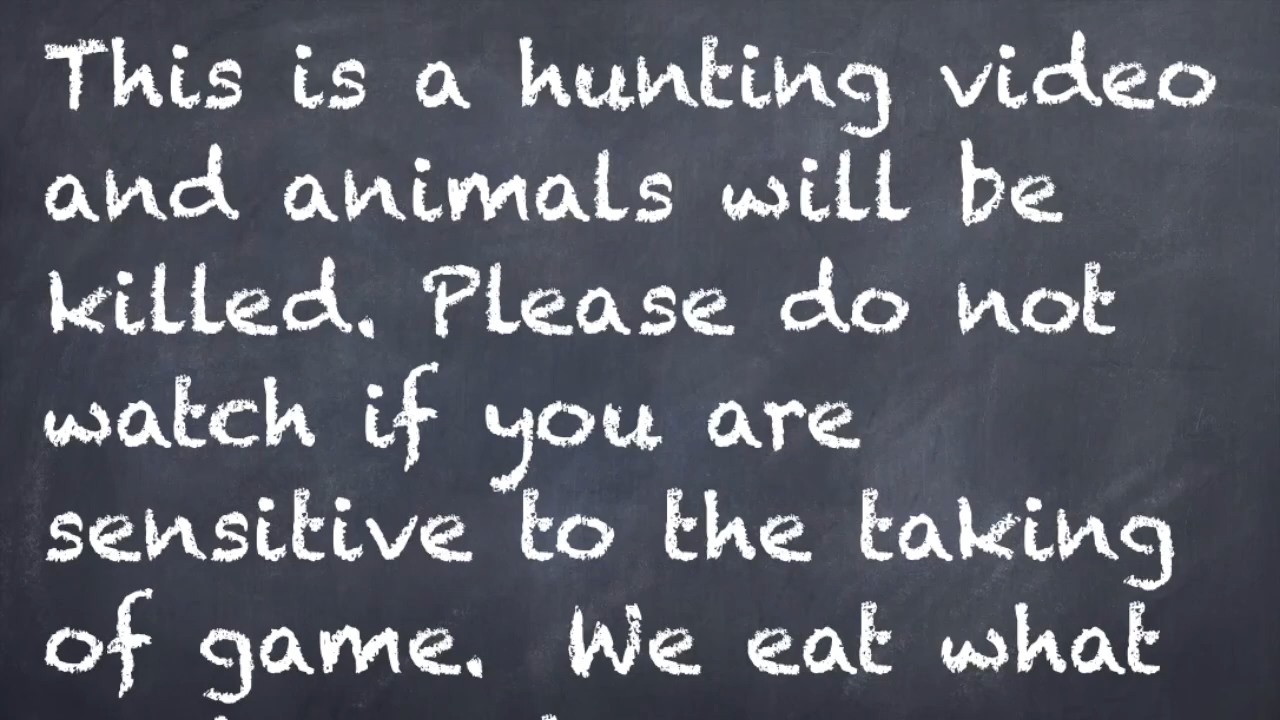 This is a hunting video
and animals will be
killed. Please do not
watch if you are
sensitive to the taking
of game. We eat what